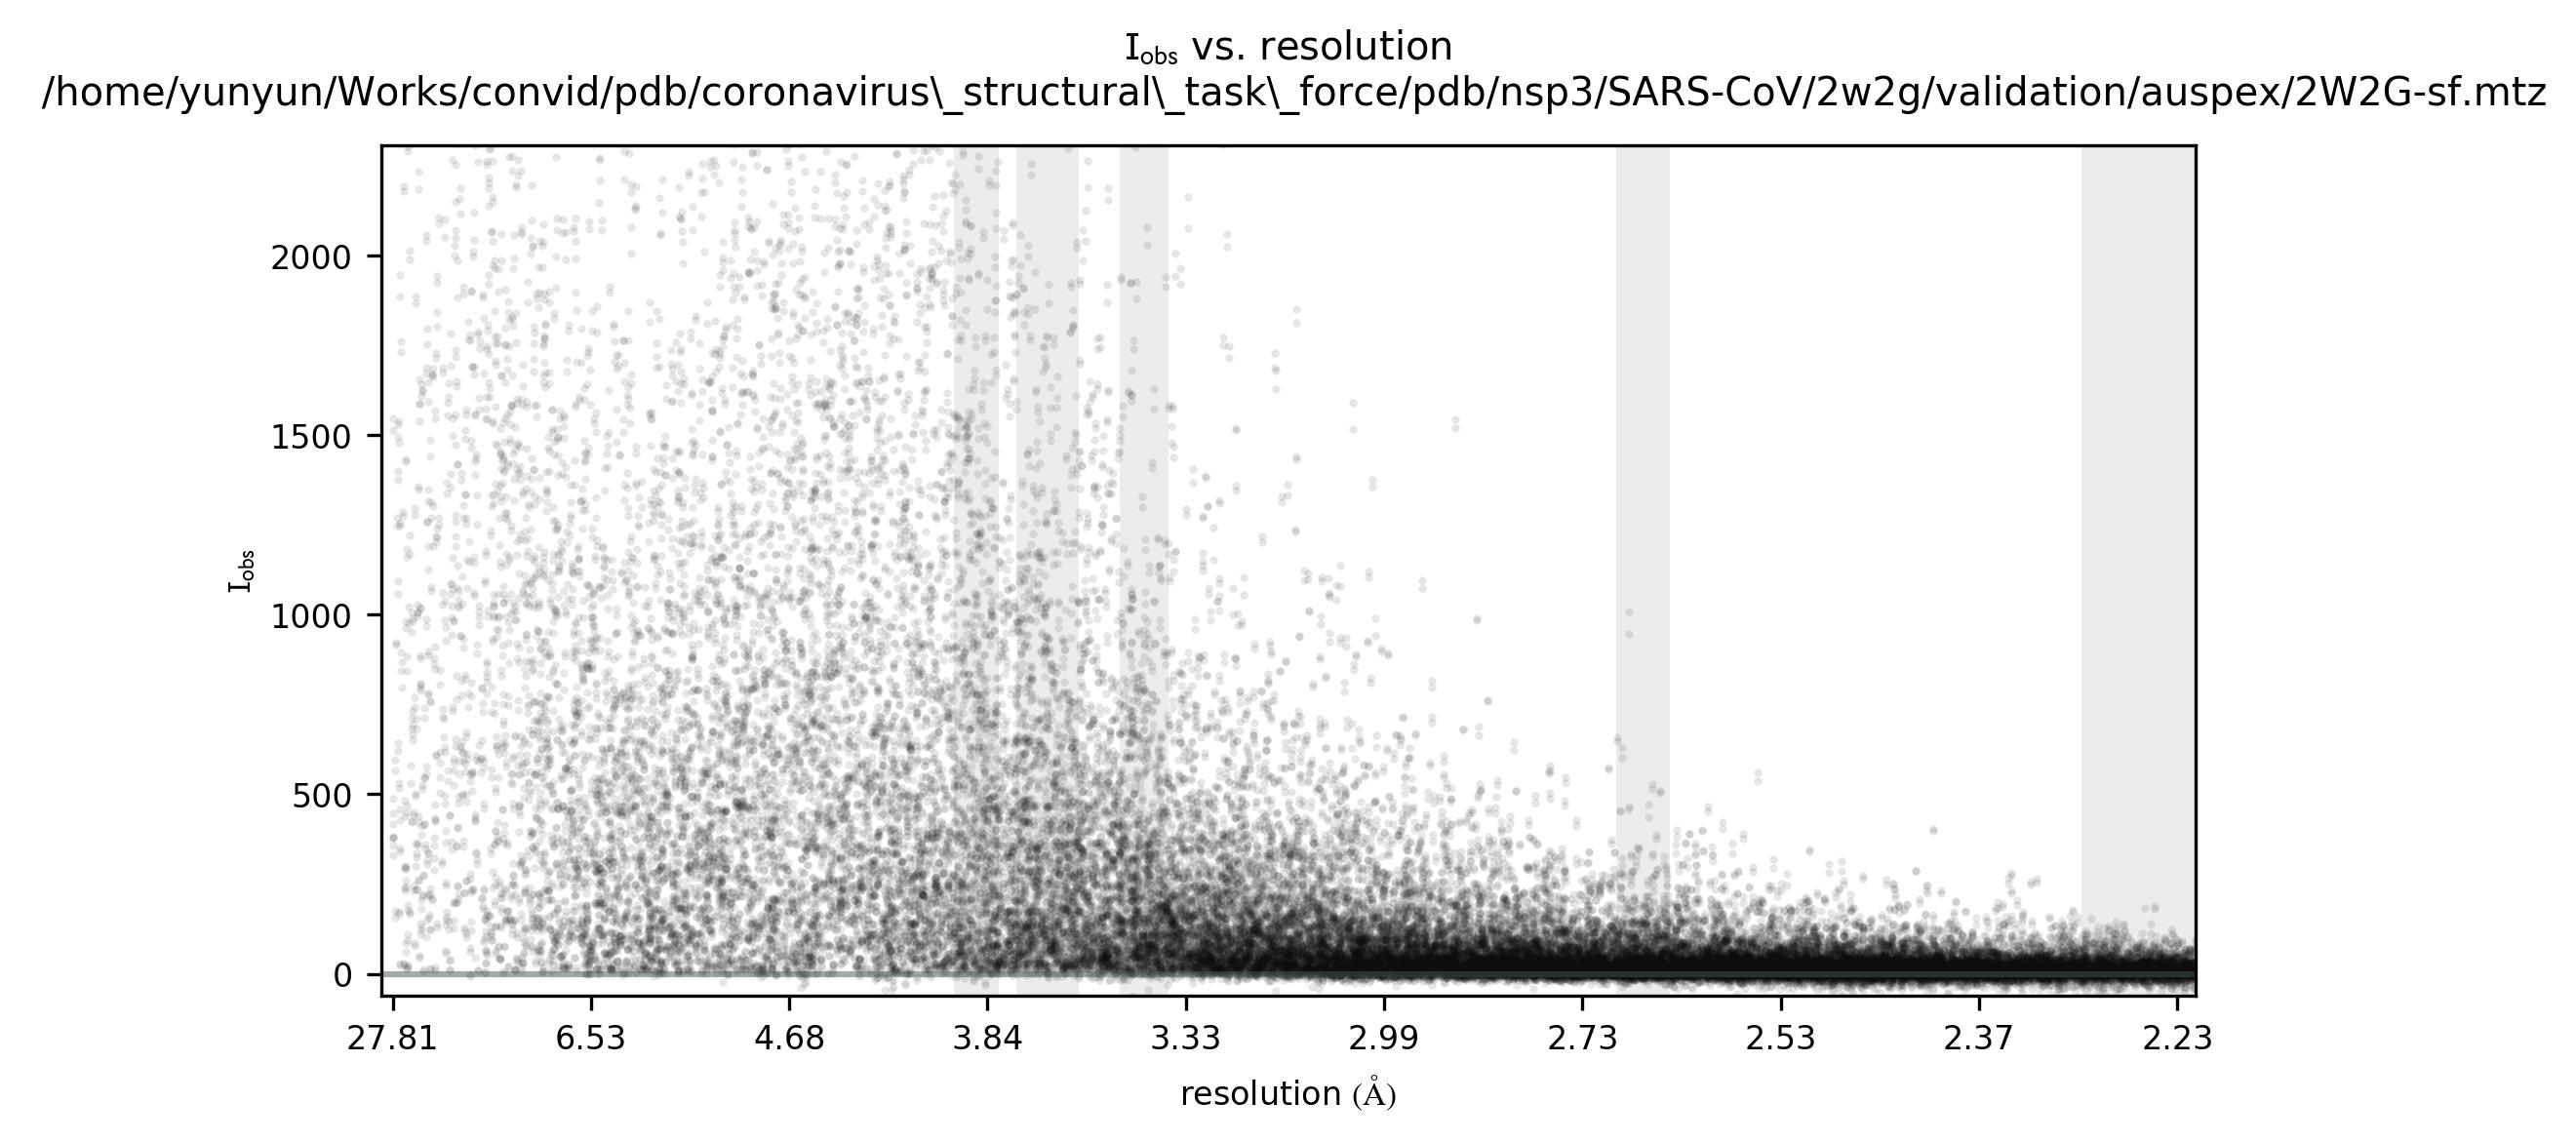 I_obs vs. resolution
/home/yunyun/Works/convid/pdb/coronavirus\_structural\_task\_force/pdb/nsp3/SARS-CoV/2w2g/validation/auspex/2W2G-sf.mtz
2000
1500
1000
500
0
I_obs
27.81 6.53 4.68 3.84 3.33 2.99 2.73 2.53 2.37 2.23
resolution (Å)